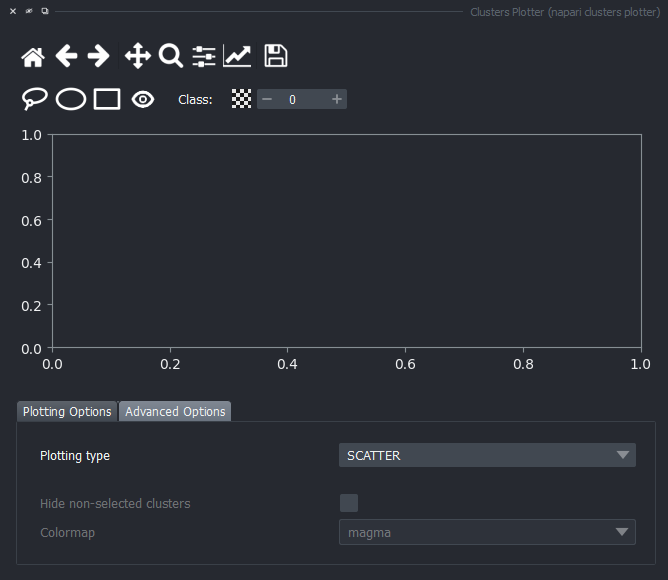 Clusters Plotter (napari clusters plotter)
Class: 0
1.0
0.8
0.6
0.4
0.2
0.0
0.0 0.2 0.4 0.6 0.8 1.0
Plotting Options Advanced Options
Plotting type SCATTER
Hide non-selected clusters
Colormap magma